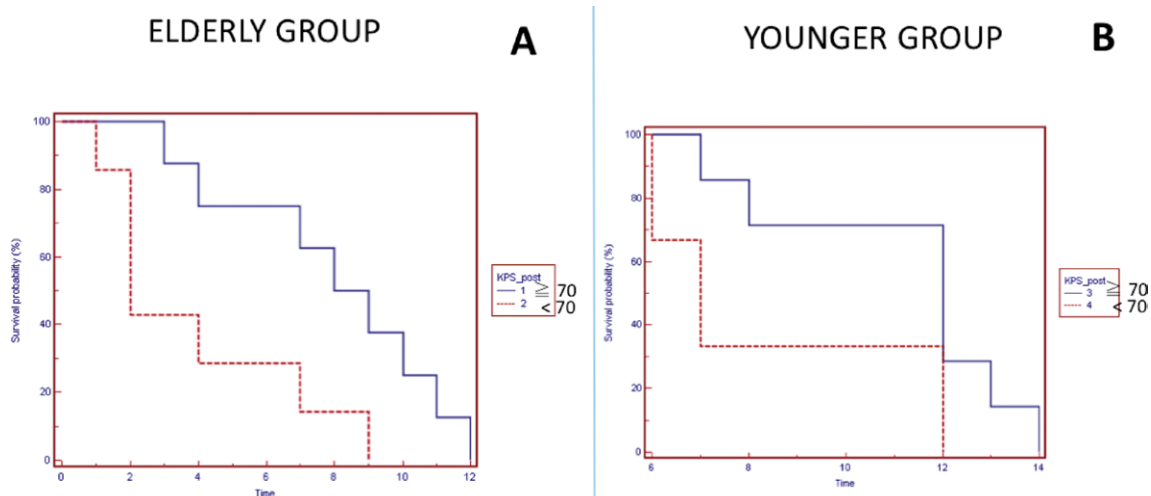 ELDERLY GROUP
A
Survival probability (%)
100
80
60
40
20
0
0 2 4 6 8 10 12
Time
KPS_post
1 ≧ 70
2 < 70
YOUNGER GROUP
B
Survival probability (%)
100
80
60
40
20
0
6 8 10 12 14
Time
KPS_post
3 ≧ 70
4 < 70